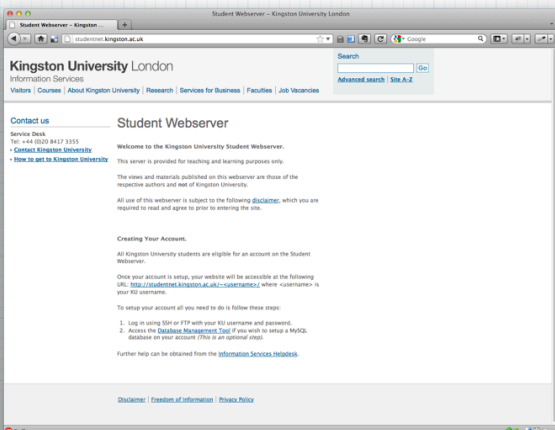 Student Webserver – Kingston University London
Student Webserver – Kingston ...
studentnet.kingston.ac.uk
Google
Kingston University London
Information Services
Visitors | Courses | About Kingston University | Research | Services for Business | Faculties | Job Vacancies
Search
Go
Advanced search | Site A-Z
Contact us
Service Desk
Tel: +44 (0)20 8417 3355
Contact Kingston University
How to get to Kingston University
Student Webserver
Welcome to the Kingston University Student Webserver.
This server is provided for teaching and learning purposes only.
The views and materials published on this webserver are those of the
respective authors and not of Kingston University.
All use of this webserver is subject to the following disclaimer, which you are
required to read and agree to prior to entering the site.
Creating Your Account.
All Kingston University students are eligible for an account on the Student
Webserver.
Once your account is setup, your website will be accessible at the following
URL: http://studentnet.kingston.ac.uk/~<username>/ where <username> is
your KU username.
To setup your account all you need to do is follow these steps:
1. Log in using SSH or FTP with your KU username and password.
2. Access the Database Management Tool if you wish to setup a MySQL
database on your account (This is an optional step).
Further help can be obtained from the Information Services Helpdesk.
Disclaimer | Freedom of Information | Privacy Policy